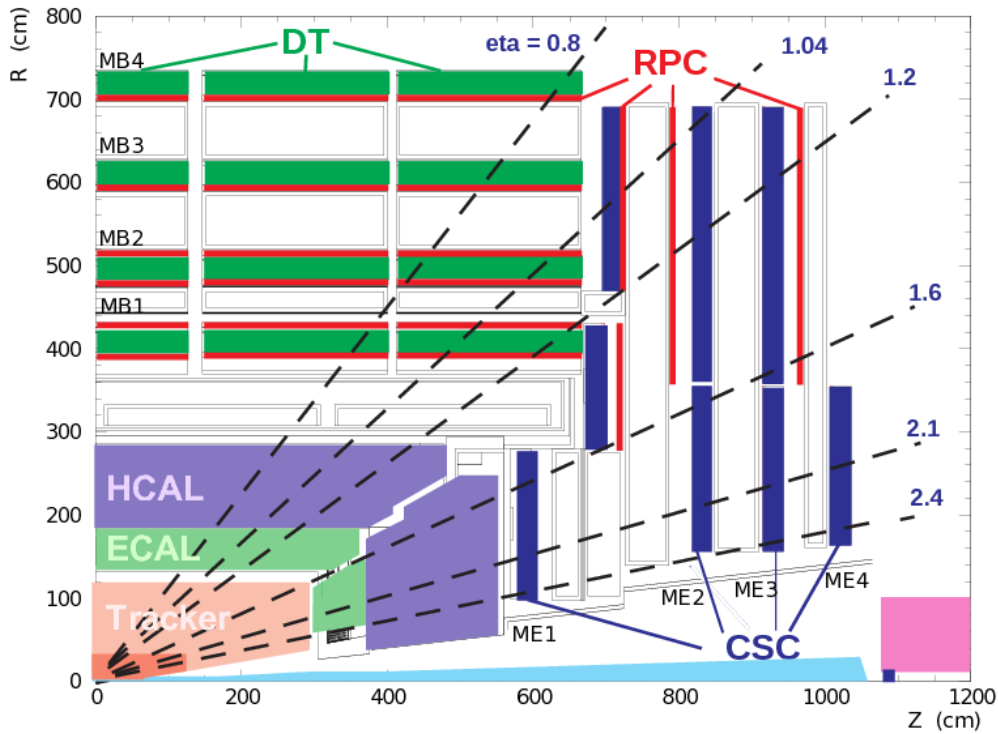 R (cm)
800
700
600
500
400
300
200
100
0
MB4
MB3
MB2
MB1
DT
eta = 0.8
RPC
1.04
1.2
1.6
2.1
2.4
HCAL
ECAL
Tracker
ME1
ME2
ME3
ME4
CSC
0
200
400
600
800
1000
1200
Z (cm)